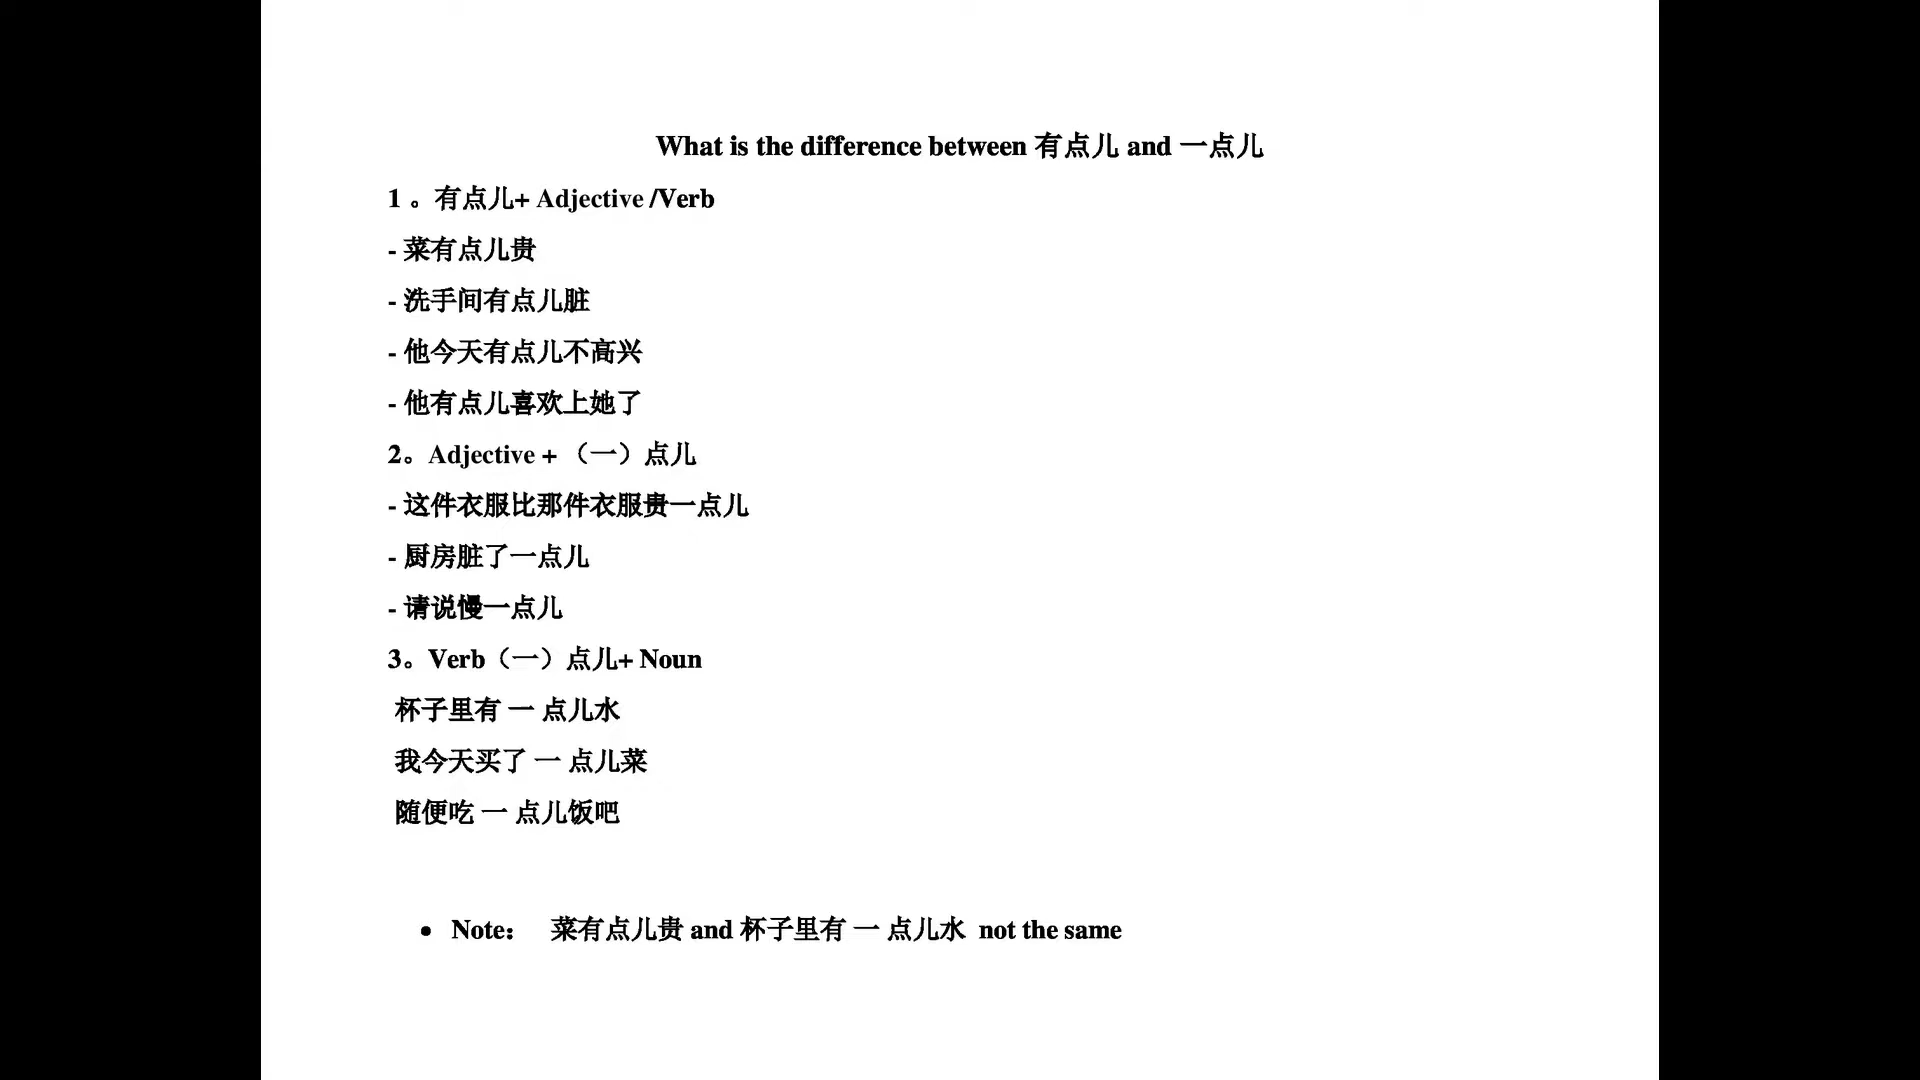 What is the difference between 有点儿 and 一点儿
1 。有点儿+ Adjective /Verb
- 菜有点儿贵
- 洗手间有点儿脏
- 他今天有点儿不高兴
- 他有点儿喜欢上她了
2。Adjective + （一）点儿
- 这件衣服比那件衣服贵一点儿
- 厨房脏了一点儿
- 请说慢一点儿
3。Verb（一）点儿+ Noun
杯子里有 一 点儿水
我今天买了 一 点儿菜
随便吃 一 点儿饭吧
• Note： 菜有点儿贵 and 杯子里有 一 点儿水 not the same